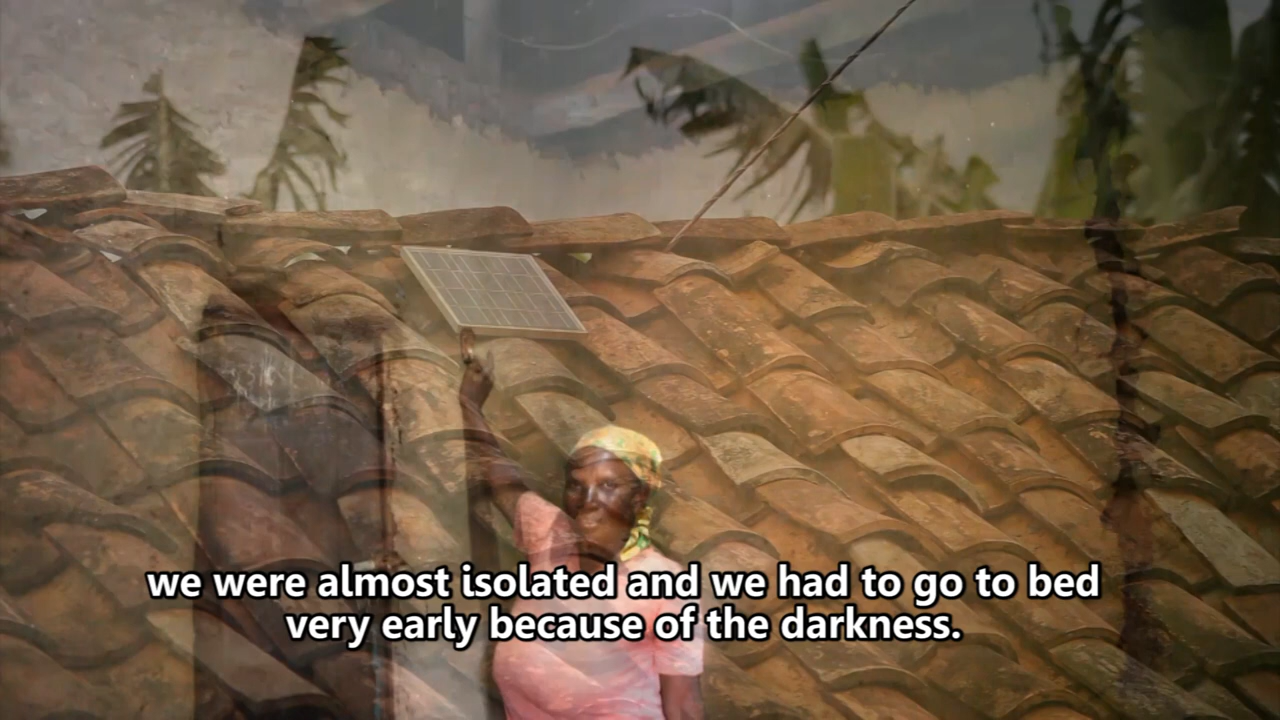 we were almost isolated and we had to go to bed
very early because of the darkness.